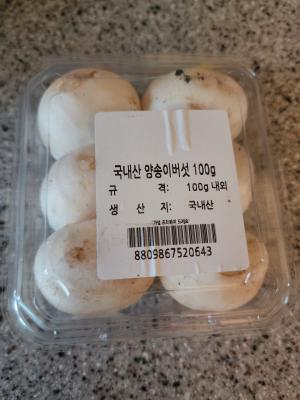 국내산 양송이버섯 100g
규 격: 100g 내외
생 산 지: 국내산
8809867520643